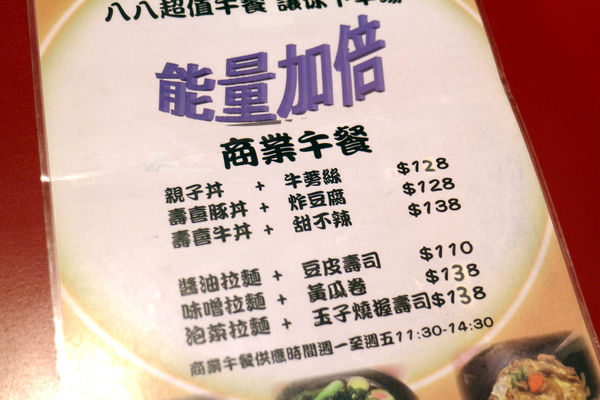 八八超值午餐 讓你下午
能量加倍
商業午餐
親子丼 + 牛蒡絲 $128
壽喜豚丼 + 炸豆腐 $128
壽喜牛丼 + 甜不辣 $138
醬油拉麵 + 豆皮壽司 $110
味噌拉麵 + 黃瓜卷 $138
泡菜拉麵 + 玉子燒握壽司$138
商業午餐供應時間週一至週五11:30-14:30